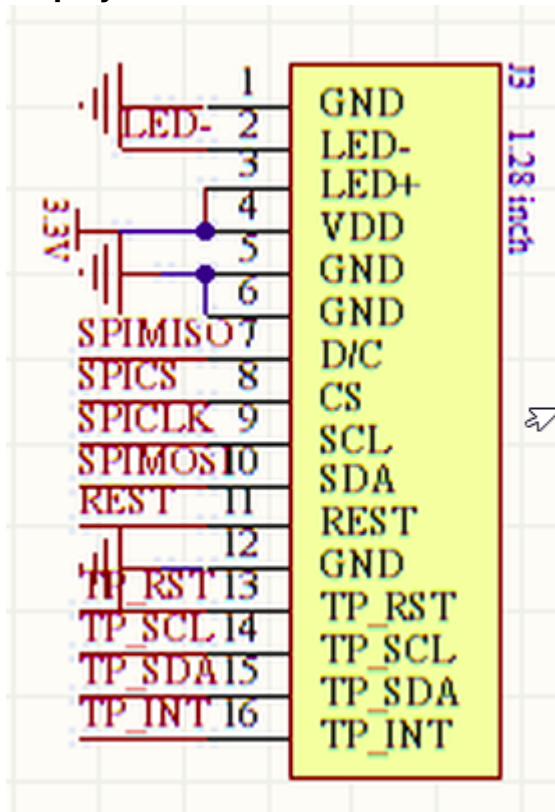 1 GND
LED- 2 LED-
3 LED+
3.3V 4 VDD
5 GND
6 GND
SPIMISO 7 D/C
SPICS 8 CS
SPICLK 9 SCL
SPIMOSI 10 SDA
REST 11 REST
12 GND
TP_RST 13 TP_RST
TP_SCL 14 TP_SCL
TP_SDA 15 TP_SDA
TP_INT 16 TP_INT
J3 1.28 inch